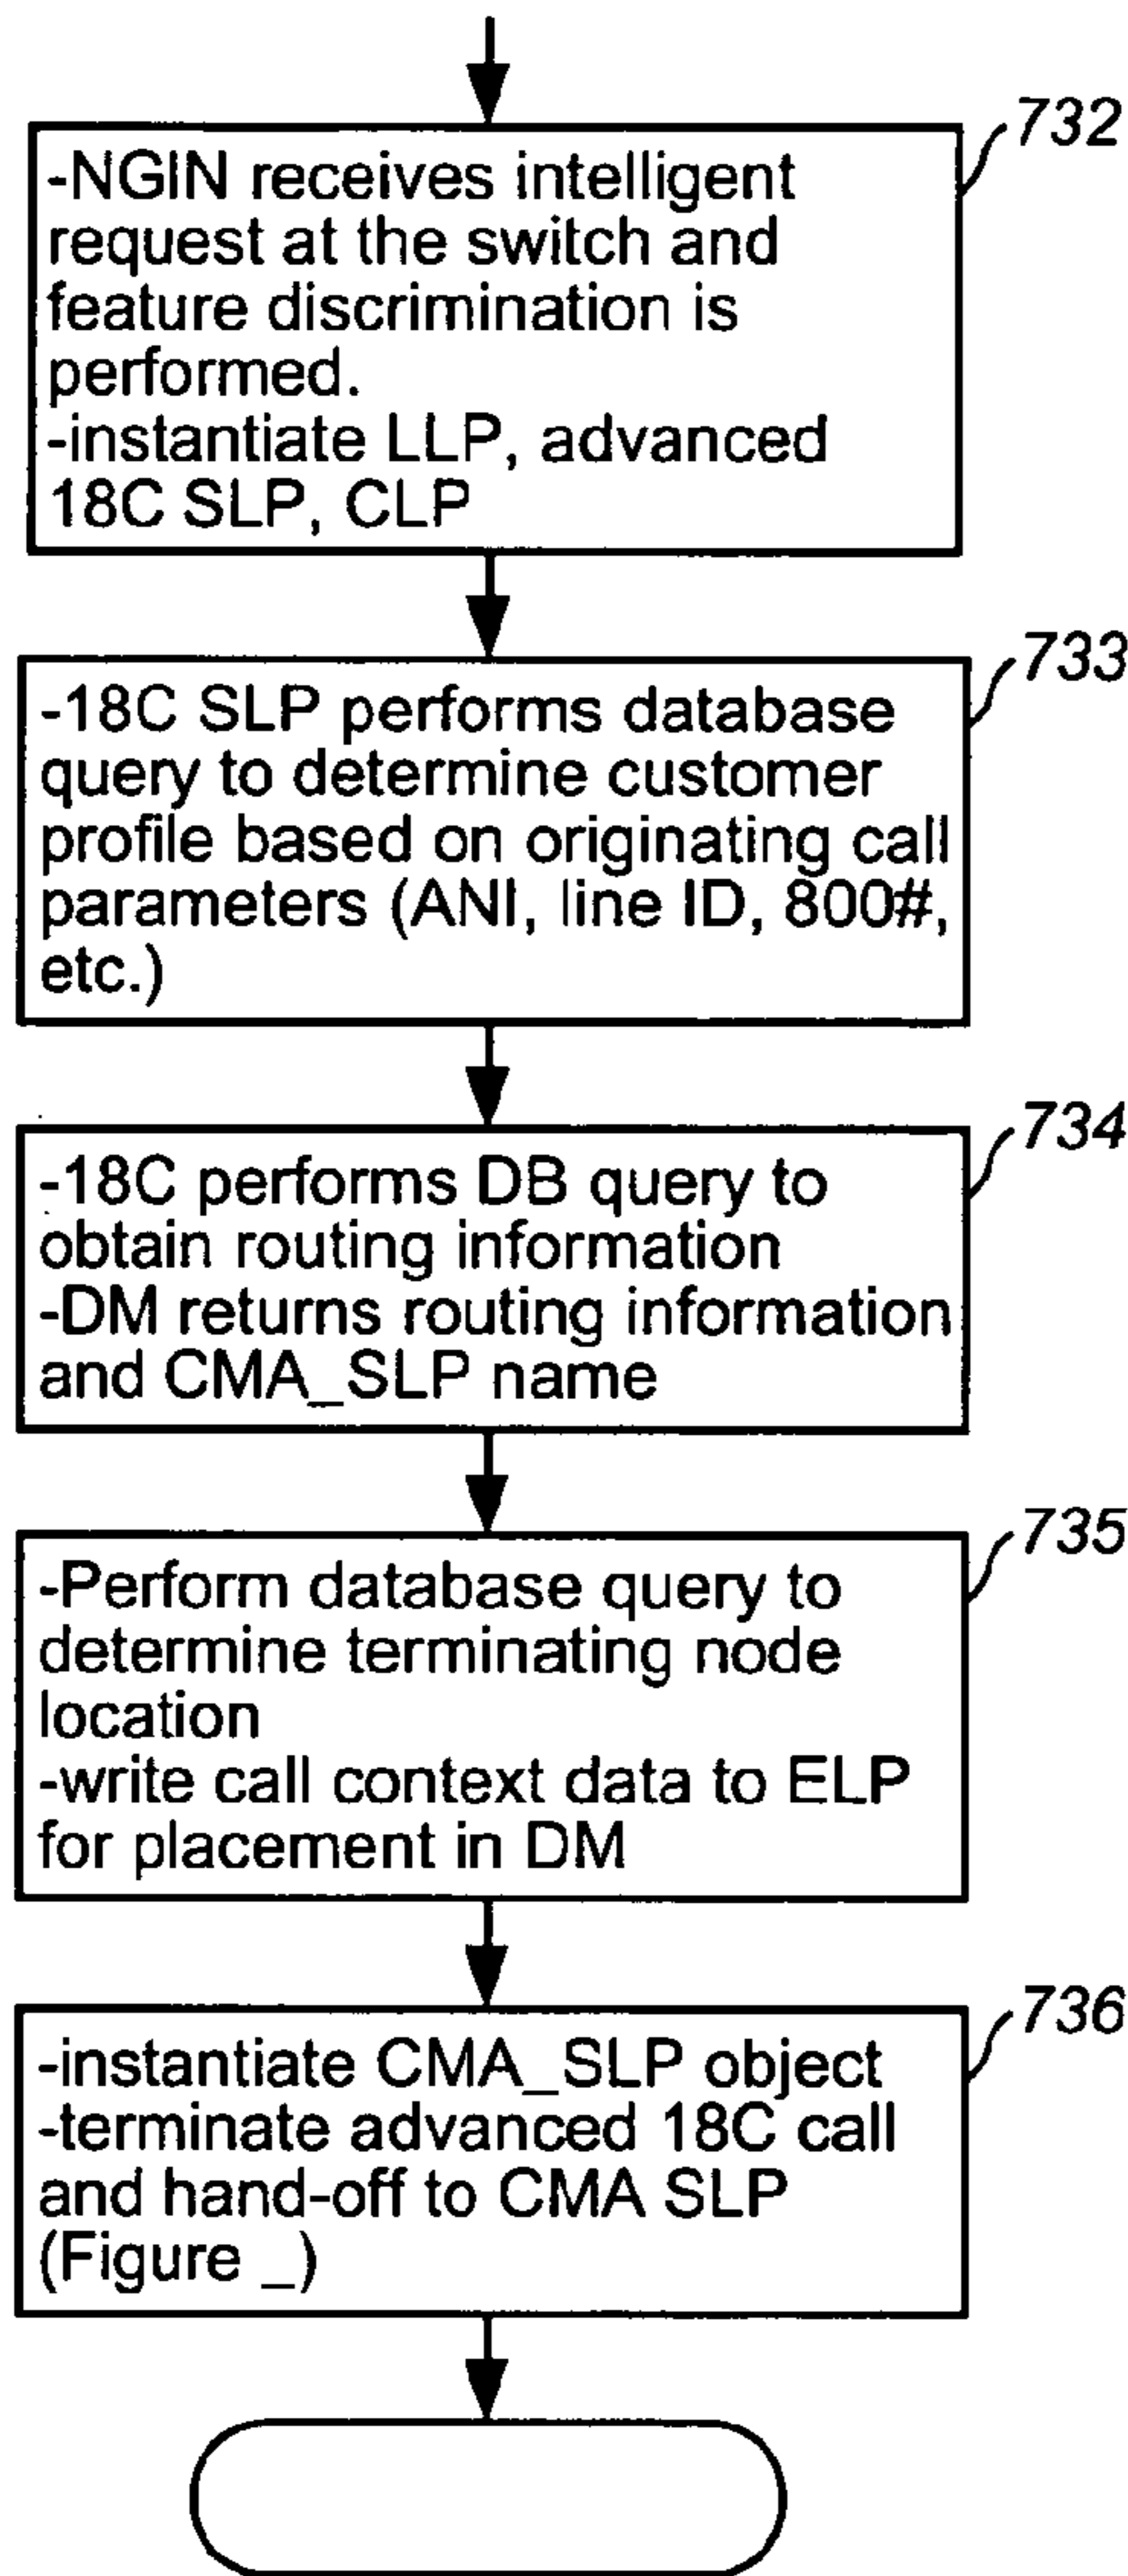 732
-NGIN receives intelligent
request at the switch and
feature discrimination is
performed.
-instantiate LLP, advanced
18C SLP, CLP
733
-18C SLP performs database
query to determine customer
profile based on originating call
parameters (ANI, line ID, 800#,
etc.)
734
-18C performs DB query to
obtain routing information
-DM returns routing information
and CMA_SLP name
735
-Perform database query to
determine terminating node
location
-write call context data to ELP
for placement in DM
736
-instantiate CMA_SLP object
-terminate advanced 18C call
and hand-off to CMA SLP
(Figure _)